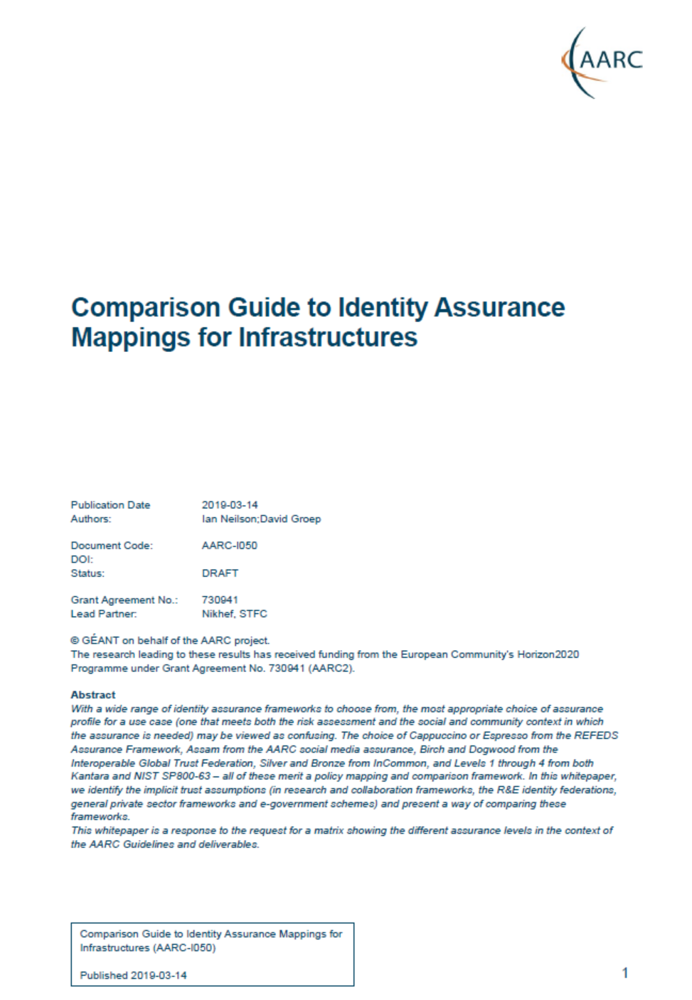 AARC
Comparison Guide to Identity Assurance
Mappings for Infrastructures
Publication Date 2019-03-14
Authors: Ian Neilson;David Groep
Document Code: AARC-I050
DOI:
Status: DRAFT
Grant Agreement No.: 730941
Lead Partner: Nikhef, STFC
© GÉANT on behalf of the AARC project.
The research leading to these results has received funding from the European Community's Horizon2020
Programme under Grant Agreement No. 730941 (AARC2).
Abstract
With a wide range of identity assurance frameworks to choose from, the most appropriate choice of assurance
profile for a use case (one that meets both the risk assessment and the social and community context in which
the assurance is needed) may be viewed as confusing. The choice of Cappuccino or Espresso from the REFEDS
Assurance Framework, Assam from the AARC social media assurance, Birch and Dogwood from the
Interoperable Global Trust Federation, Silver and Bronze from InCommon, and Levels 1 through 4 from both
Kantara and NIST SP800-63 – all of these merit a policy mapping and comparison framework. In this whitepaper,
we identify the implicit trust assumptions (in research and collaboration frameworks, the R&E identity federations,
general private sector frameworks and e-government schemes) and present a way of comparing these
frameworks.
This whitepaper is a response to the request for a matrix showing the different assurance levels in the context of
the AARC Guidelines and deliverables.
Comparison Guide to Identity Assurance Mappings for
Infrastructures (AARC-I050)
Published 2019-03-14
1